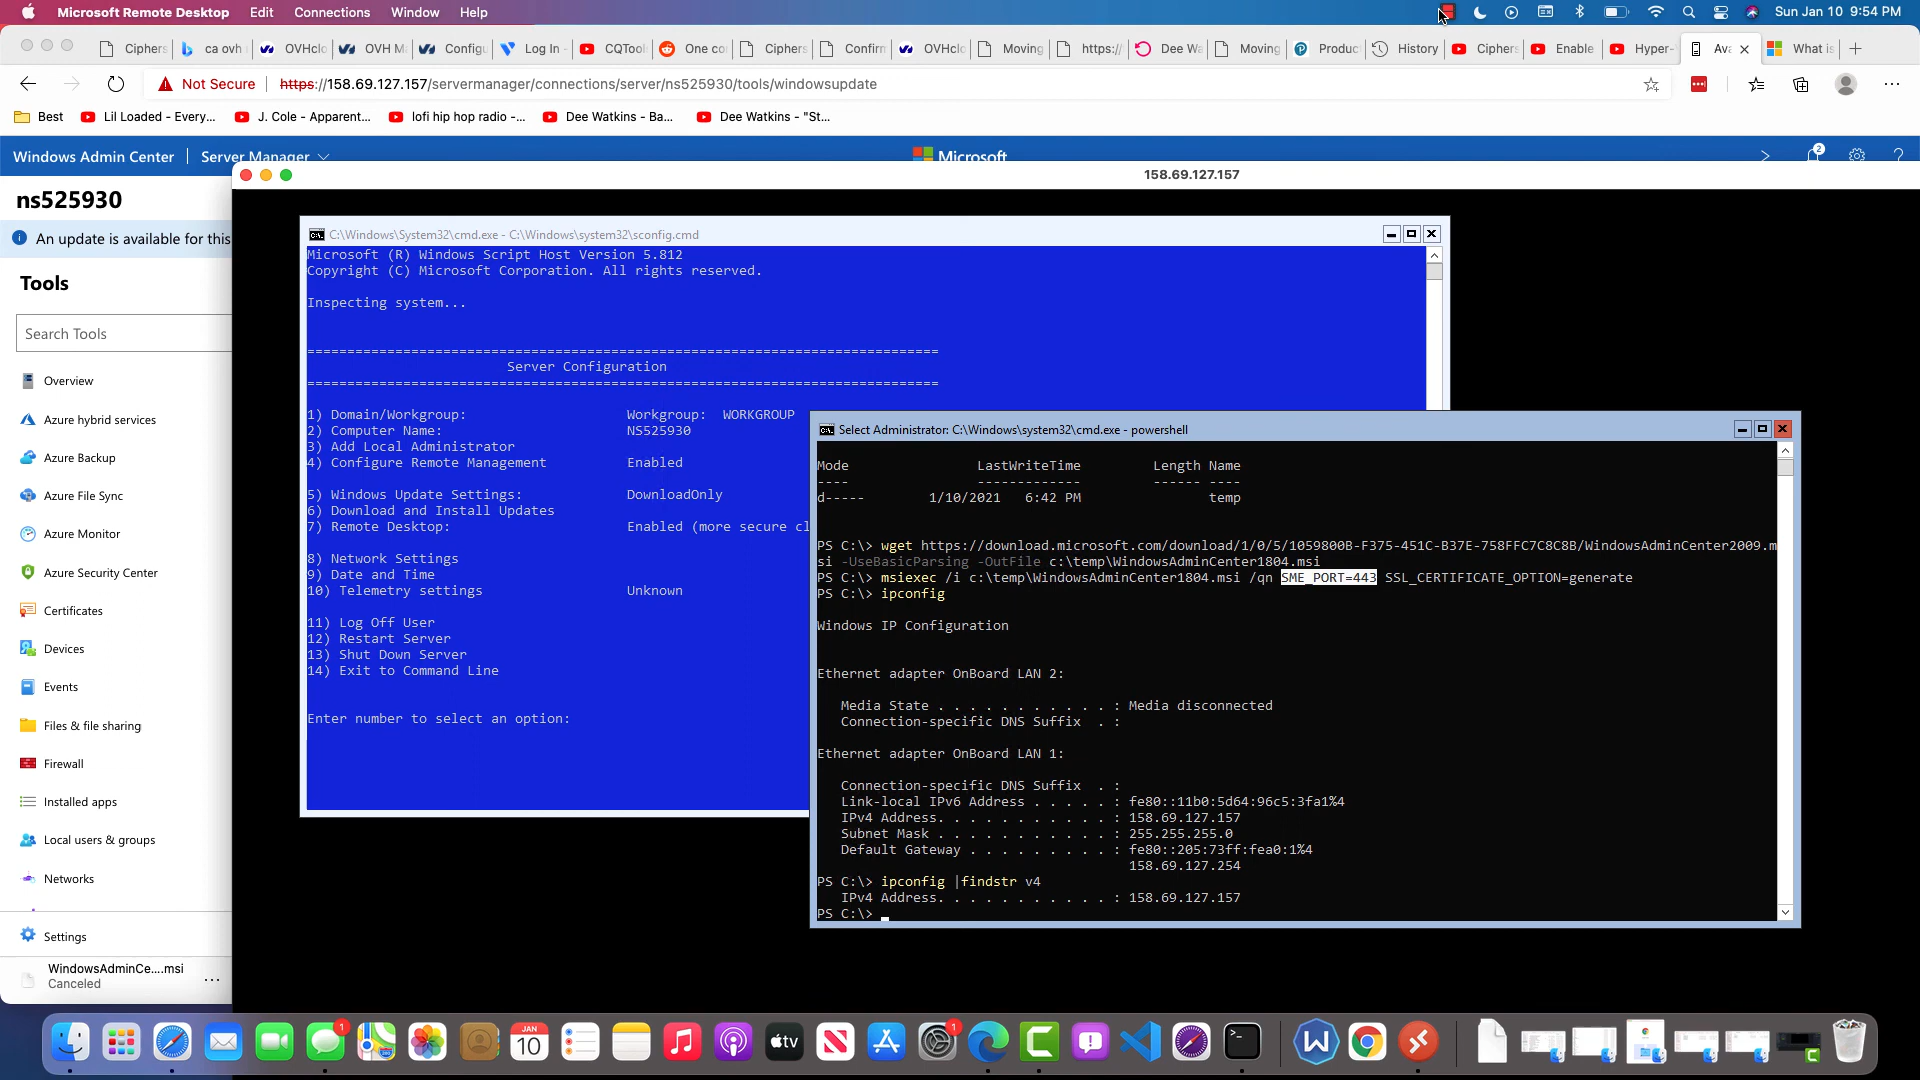 Microsoft Remote Desktop Edit Connections Window Help Sun Jan 10 9:54 PM
Ciphers ca ovh OVHclo OVH M Configu Log In - CQTool One co Ciphers Confirm OVHclo Moving https:/ Dee Wa Moving Produc History Ciphers Enable Hyper- Ava What is
Not Secure https://158.69.127.157/servermanager/connections/server/ns525930/tools/windowsupdate
Best Lil Loaded - Every... J. Cole - Apparent... lofi hip hop radio -... Dee Watkins - Ba... Dee Watkins - "St...
Windows Admin Center Server Manager Microsoft 2
158.69.127.157
ns525930
An update is available for this
Tools
Search Tools
Overview
Azure hybrid services
Azure Backup
Azure File Sync
Azure Monitor
Azure Security Center
Certificates
Devices
Events
Files & file sharing
Firewall
Installed apps
Local users & groups
Networks
Settings
WindowsAdminCe....msi
Canceled
C:\Windows\System32\cmd.exe - C:\Windows\system32\sconfig.cmd
Microsoft (R) Windows Script Host Version 5.812
Copyright (C) Microsoft Corporation. All rights reserved.
Inspecting system...
===============================================================================
Server Configuration
===============================================================================
1) Domain/Workgroup: Workgroup: WORKGROUP
2) Computer Name: NS525930
3) Add Local Administrator
4) Configure Remote Management Enabled
5) Windows Update Settings: DownloadOnly
6) Download and Install Updates
7) Remote Desktop: Enabled (more secure cl
8) Network Settings
9) Date and Time
10) Telemetry settings Unknown
11) Log Off User
12) Restart Server
13) Shut Down Server
14) Exit to Command Line
Enter number to select an option:
Select Administrator: C:\Windows\system32\cmd.exe - powershell
Mode LastWriteTime Length Name
---- ------------- ------ ----
d----- 1/10/2021 6:42 PM temp
PS C:\> wget https://download.microsoft.com/download/1/0/5/1059800B-F375-451C-B37E-758FFC7C8C8B/WindowsAdminCenter2009.m
si -UseBasicParsing -OutFile c:\temp\WindowsAdminCenter1804.msi
PS C:\> msiexec /i c:\temp\WindowsAdminCenter1804.msi /qn SME_PORT=443 SSL_CERTIFICATE_OPTION=generate
PS C:\> ipconfig
Windows IP Configuration
Ethernet adapter OnBoard LAN 2:
Media State . . . . . . . . . . . : Media disconnected
Connection-specific DNS Suffix . :
Ethernet adapter OnBoard LAN 1:
Connection-specific DNS Suffix . :
Link-local IPv6 Address . . . . . : fe80::11b0:5d64:96c5:3fa1%4
IPv4 Address. . . . . . . . . . . : 158.69.127.157
Subnet Mask . . . . . . . . . . . : 255.255.255.0
Default Gateway . . . . . . . . . : fe80::205:73ff:fea0:1%4
158.69.127.254
PS C:\> ipconfig |findstr v4
IPv4 Address. . . . . . . . . . . : 158.69.127.157
PS C:\>
1 JAN 10 tv 1